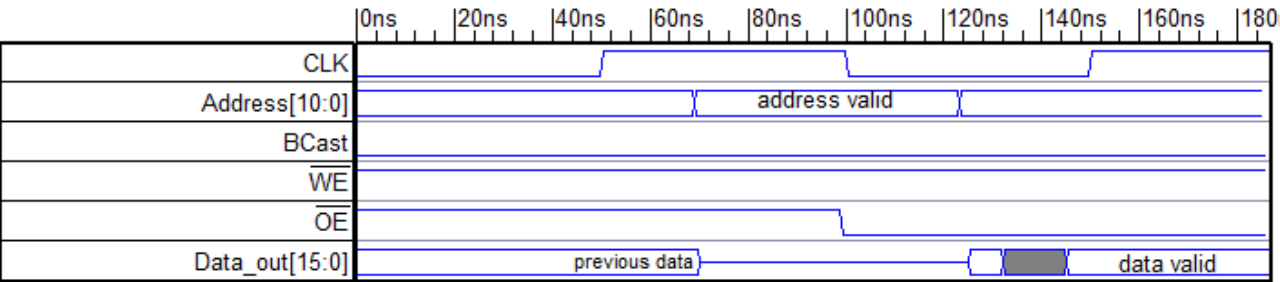 0ns 20ns 40ns 60ns 80ns 100ns 120ns 140ns 160ns 180
CLK
Address[10:0] address valid
BCast
WE
OE
Data_out[15:0] previous data data valid